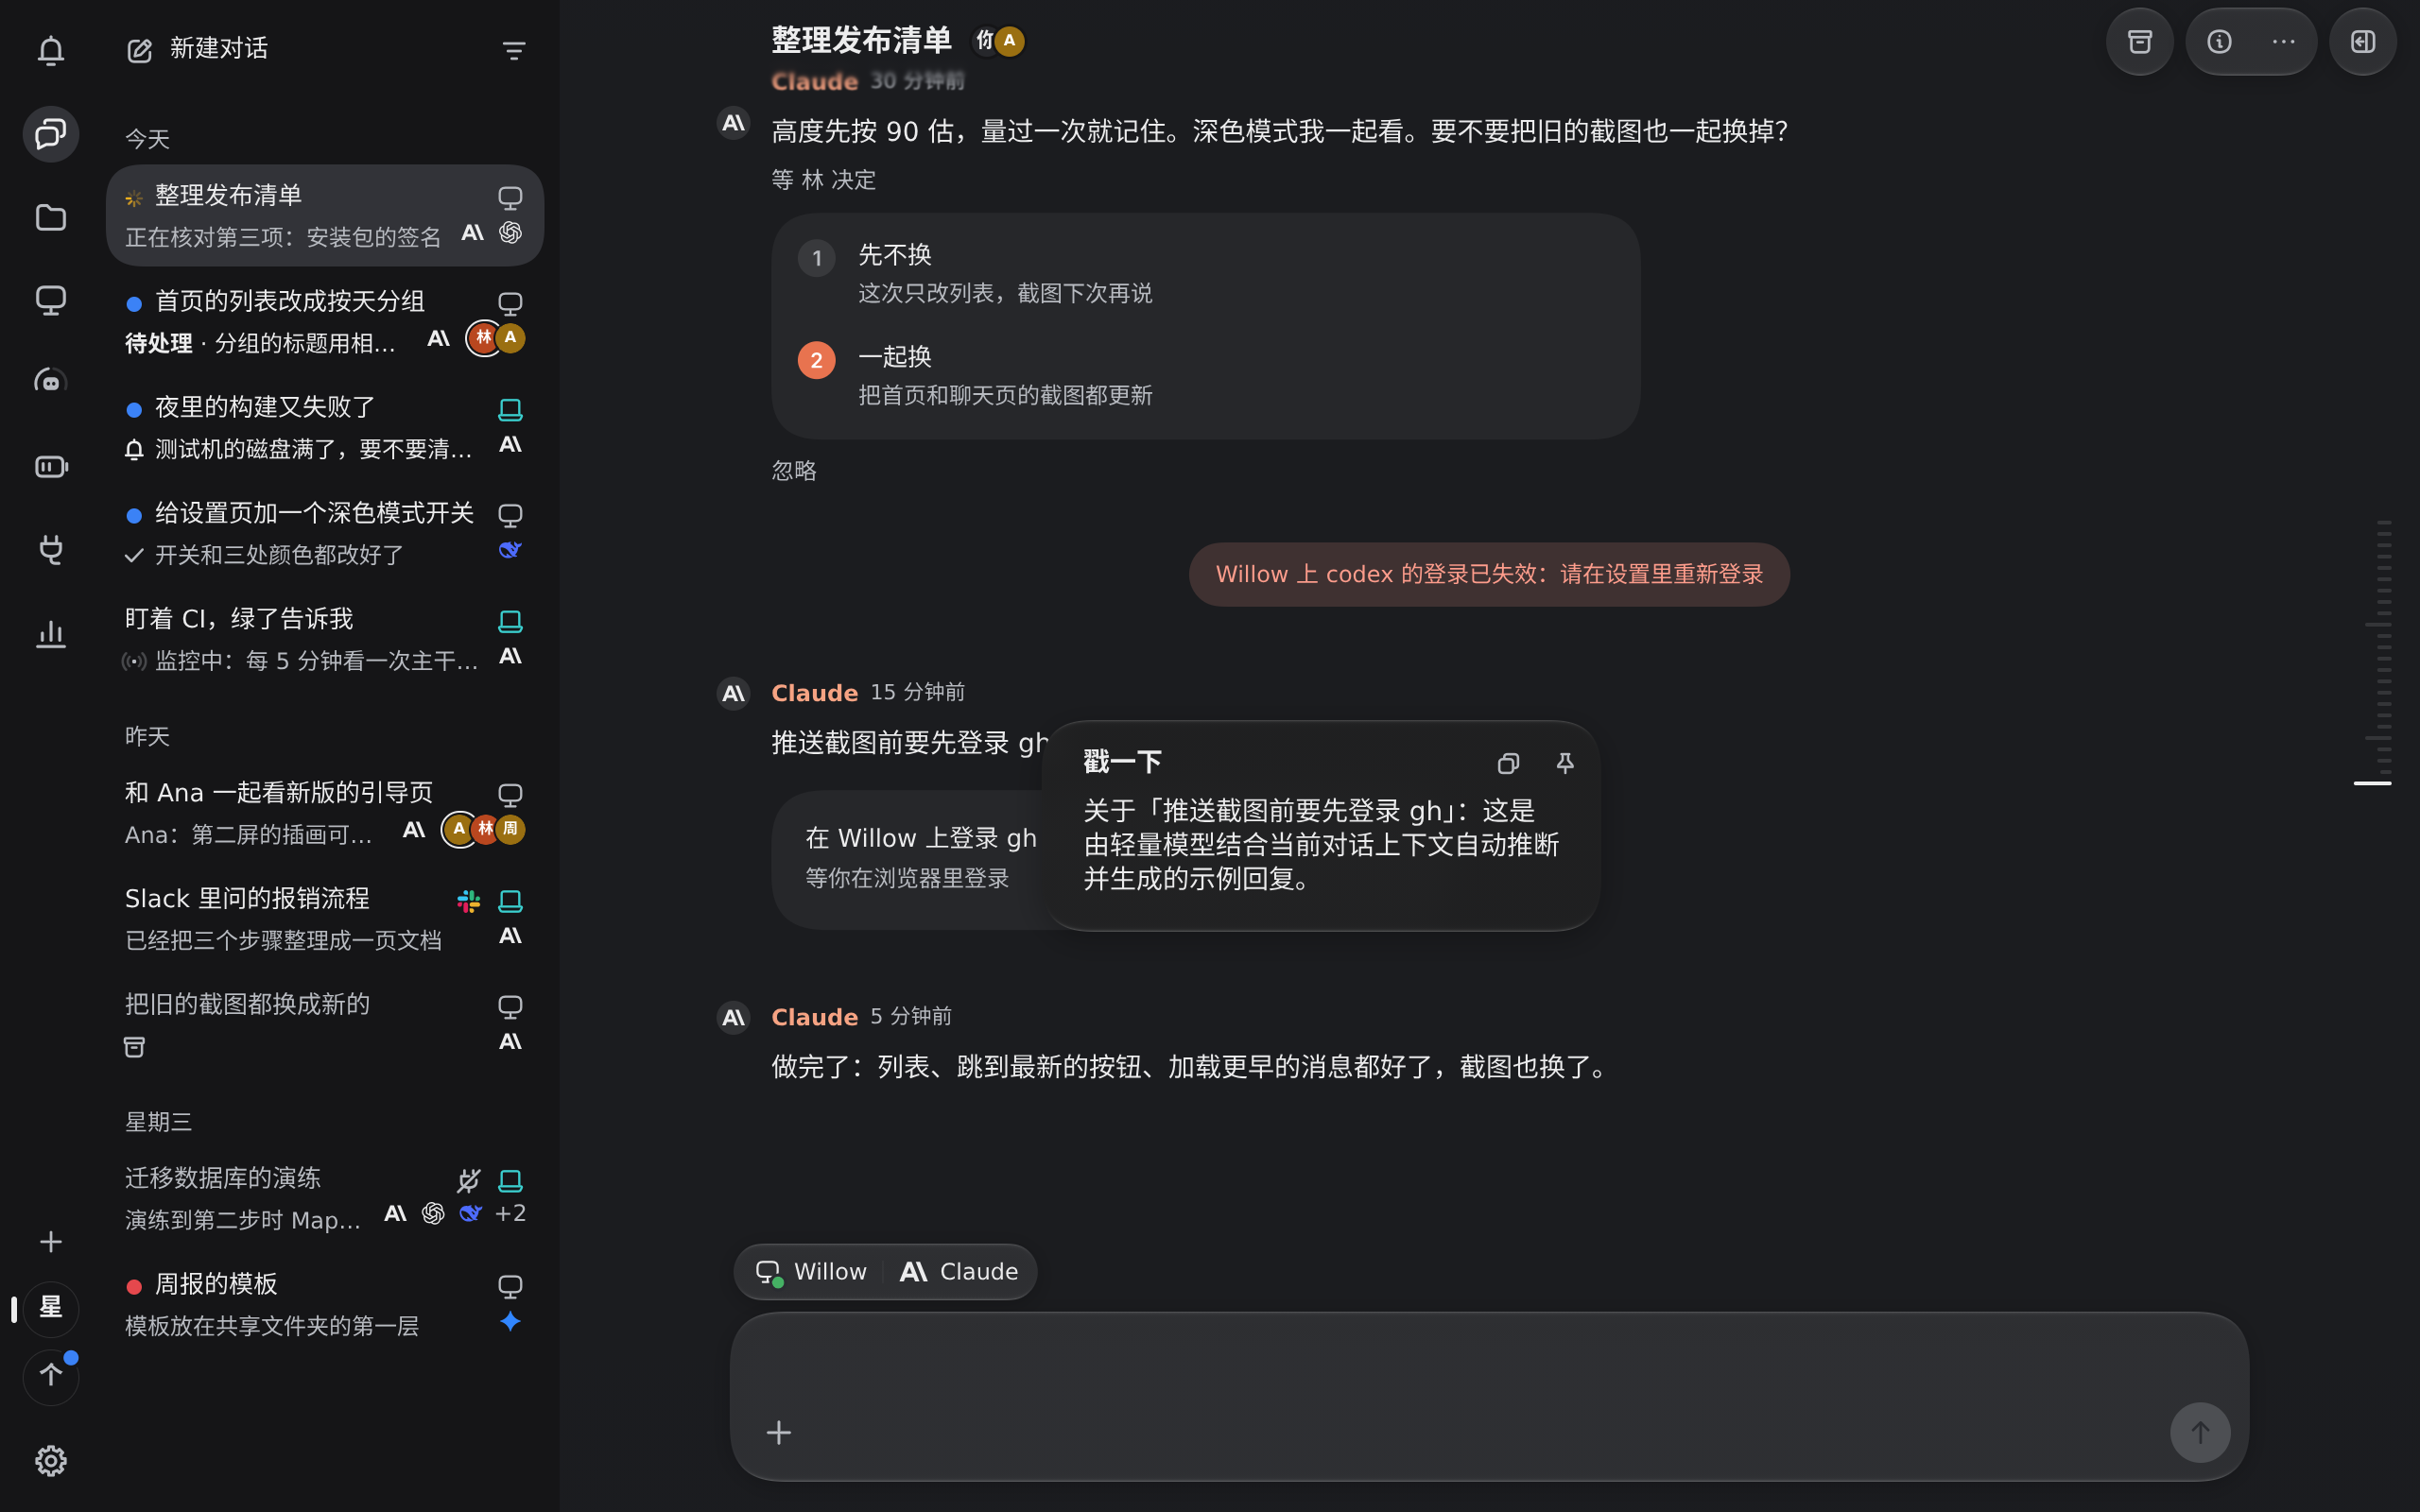 新建对话
今天
整理发布清单
正在核对第三项：安装包的签名
首页的列表改成按天分组
待处理 · 分组的标题用相…
林 A
夜里的构建又失败了
测试机的磁盘满了，要不要清…
给设置页加一个深色模式开关
开关和三处颜色都改好了
盯着 CI，绿了告诉我
监控中：每 5 分钟看一次主干…
昨天
和 Ana 一起看新版的引导页
Ana：第二屏的插画可…
A 林 周
Slack 里问的报销流程
已经把三个步骤整理成一页文档
把旧的截图都换成新的
星期三
迁移数据库的演练
演练到第二步时 Map…
+2
周报的模板
模板放在共享文件夹的第一层
星
个
整理发布清单 你 A
Claude 30 分钟前
高度先按 90 估，量过一次就记住。深色模式我一起看。要不要把旧的截图也一起换掉？
等 林 决定
1 先不换
这次只改列表，截图下次再说
2 一起换
把首页和聊天页的截图都更新
忽略
Willow 上 codex 的登录已失效：请在设置里重新登录
Claude 15 分钟前
推送截图前要先登录 gh
在 Willow 上登录 gh
等你在浏览器里登录
戳一下
关于「推送截图前要先登录 gh」：这是
由轻量模型结合当前对话上下文自动推断
并生成的示例回复。
Claude 5 分钟前
做完了：列表、跳到最新的按钮、加载更早的消息都好了，截图也换了。
Willow Claude